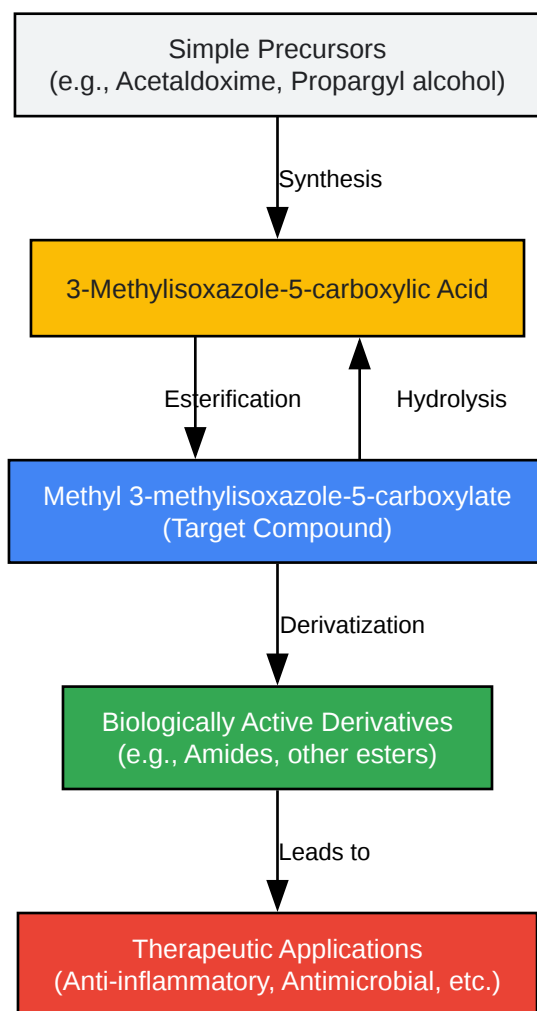 Simple Precursors
(e.g., Acetaldoxime, Propargyl alcohol)
Synthesis
3-Methylisoxazole-5-carboxylic Acid
Esterification
Hydrolysis
Methyl 3-methylisoxazole-5-carboxylate
(Target Compound)
Derivatization
Biologically Active Derivatives
(e.g., Amides, other esters)
Leads to
Therapeutic Applications
(Anti-inflammatory, Antimicrobial, etc.)